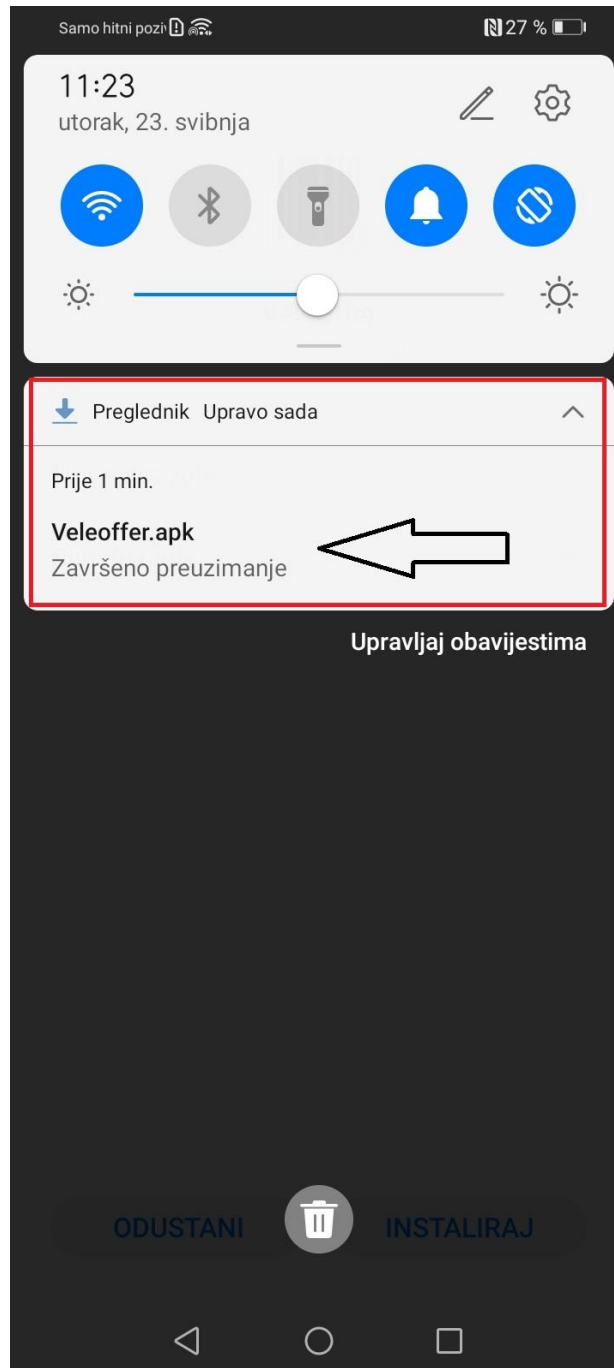 Samo hitni pozivi
27 %
11:23
utorak, 23. svibnja
Preglednik Upravo sada
Prije 1 min.
Veleoffer.apk
Završeno preuzimanje
Upravljaj obavijestima
ODUSTANI
INSTALIRAJ